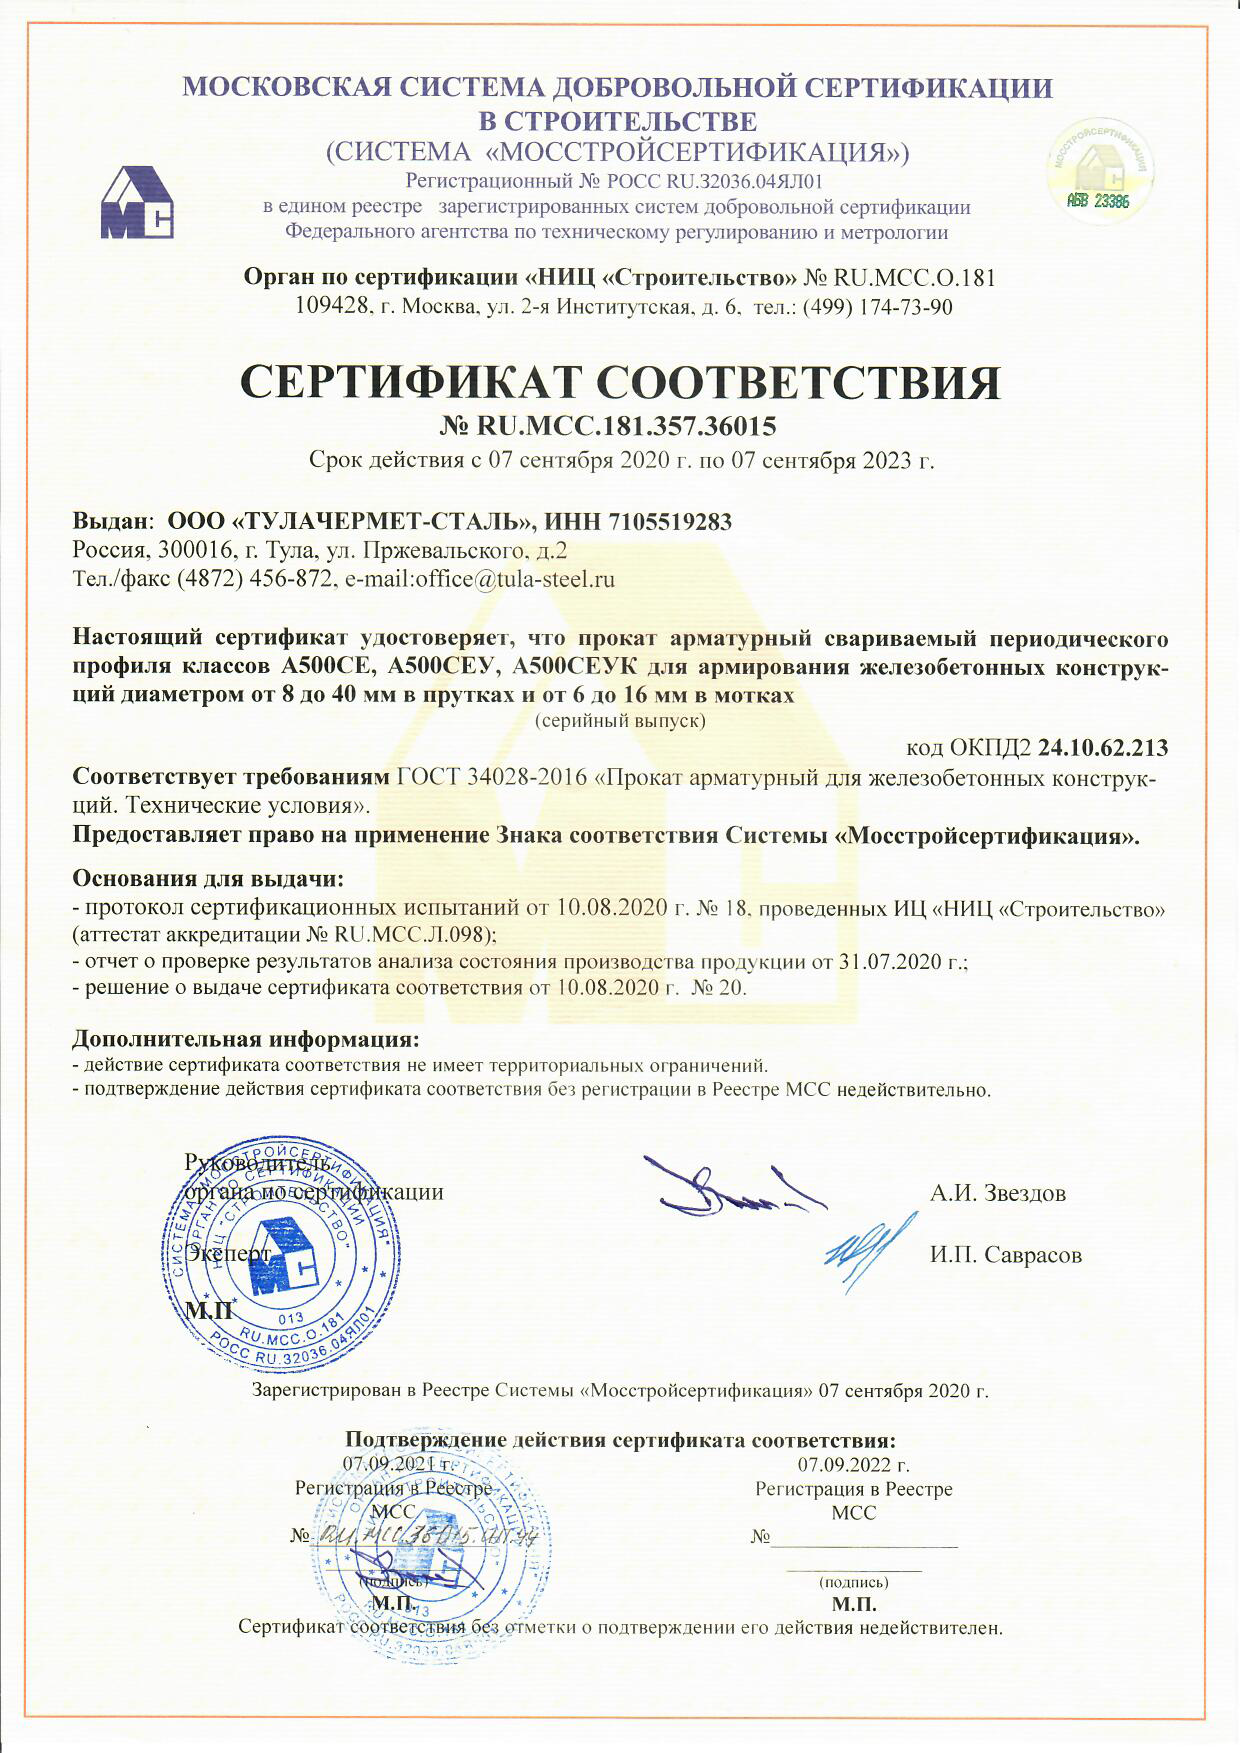 МОСКОВСКАЯ СИСТЕМА ДОБРОВОЛЬНОЙ СЕРТИФИКАЦИИ
В СТРОИТЕЛЬСТВЕ
(СИСТЕМА «МОССТРОЙСЕРТИФИКАЦИЯ»)
Регистрационный № РОСС RU.32036.04ЯЛ01
в едином реестре зарегистрированных систем добровольной сертификации
Федерального агентства по техническому регулированию и метрологии
МС
МОССТРОЙСЕРТИФИКАЦИЯ
АБВ 23386
Орган по сертификации «НИЦ «Строительство» № RU.МСС.О.181
109428, г. Москва, ул. 2-я Институтская, д. 6, тел.: (499) 174-73-90
СЕРТИФИКАТ СООТВЕТСТВИЯ
№ RU.МСС.181.357.36015
Срок действия с 07 сентября 2020 г. по 07 сентября 2023 г.
Выдан: ООО «ТУЛАЧЕРМЕТ-СТАЛЬ», ИНН 7105519283
Россия, 300016, г. Тула, ул. Пржевальского, д.2
Тел./факс (4872) 456-872, e-mail:office@tula-steel.ru
Настоящий сертификат удостоверяет, что прокат арматурный свариваемый периодического
профиля классов А500СЕ, А500СЕУ, А500СЕУК для армирования железобетонных конструк-
ций диаметром от 8 до 40 мм в прутках и от 6 до 16 мм в мотках
(серийный выпуск)
код ОКПД2 24.10.62.213
Соответствует требованиям ГОСТ 34028-2016 «Прокат арматурный для железобетонных конструк-
ций. Технические условия».
Предоставляет право на применение Знака соответствия Системы «Мосстройсертификация».
Основания для выдачи:
- протокол сертификационных испытаний от 10.08.2020 г. № 18, проведенных ИЦ «НИЦ «Строительство»
(аттестат аккредитации № RU.МСС.Л.098);
- отчет о проверке результатов анализа состояния производства продукции от 31.07.2020 г.;
- решение о выдаче сертификата соответствия от 10.08.2020 г. № 20.
Дополнительная информация:
- действие сертификата соответствия не имеет территориальных ограничений.
- подтверждение действия сертификата соответствия без регистрации в Реестре МСС недействительно.
Руководитель
органа по сертификации
А.И. Звездов
Эксперт
И.П. Саврасов
М.П
СИСТЕМА "МОССТРОЙСЕРТИФИКАЦИЯ"
ОРГАН ПО СЕРТИФИКАЦИИ
НИЦ "СТРОИТЕЛЬСТВО"
МС
013
RU.МСС.О.181
РОСС RU.32036.04ЯЛ01
Зарегистрирован в Реестре Системы «Мосстройсертификация» 07 сентября 2020 г.
Подтверждение действия сертификата соответствия:
07.09.2021 г.
07.09.2022 г.
Регистрация в Реестре
Регистрация в Реестре
МСС
МСС
№
№
(подпись)
(подпись)
М.П.
М.П.
Сертификат соответствия без отметки о подтверждении его действия недействителен.